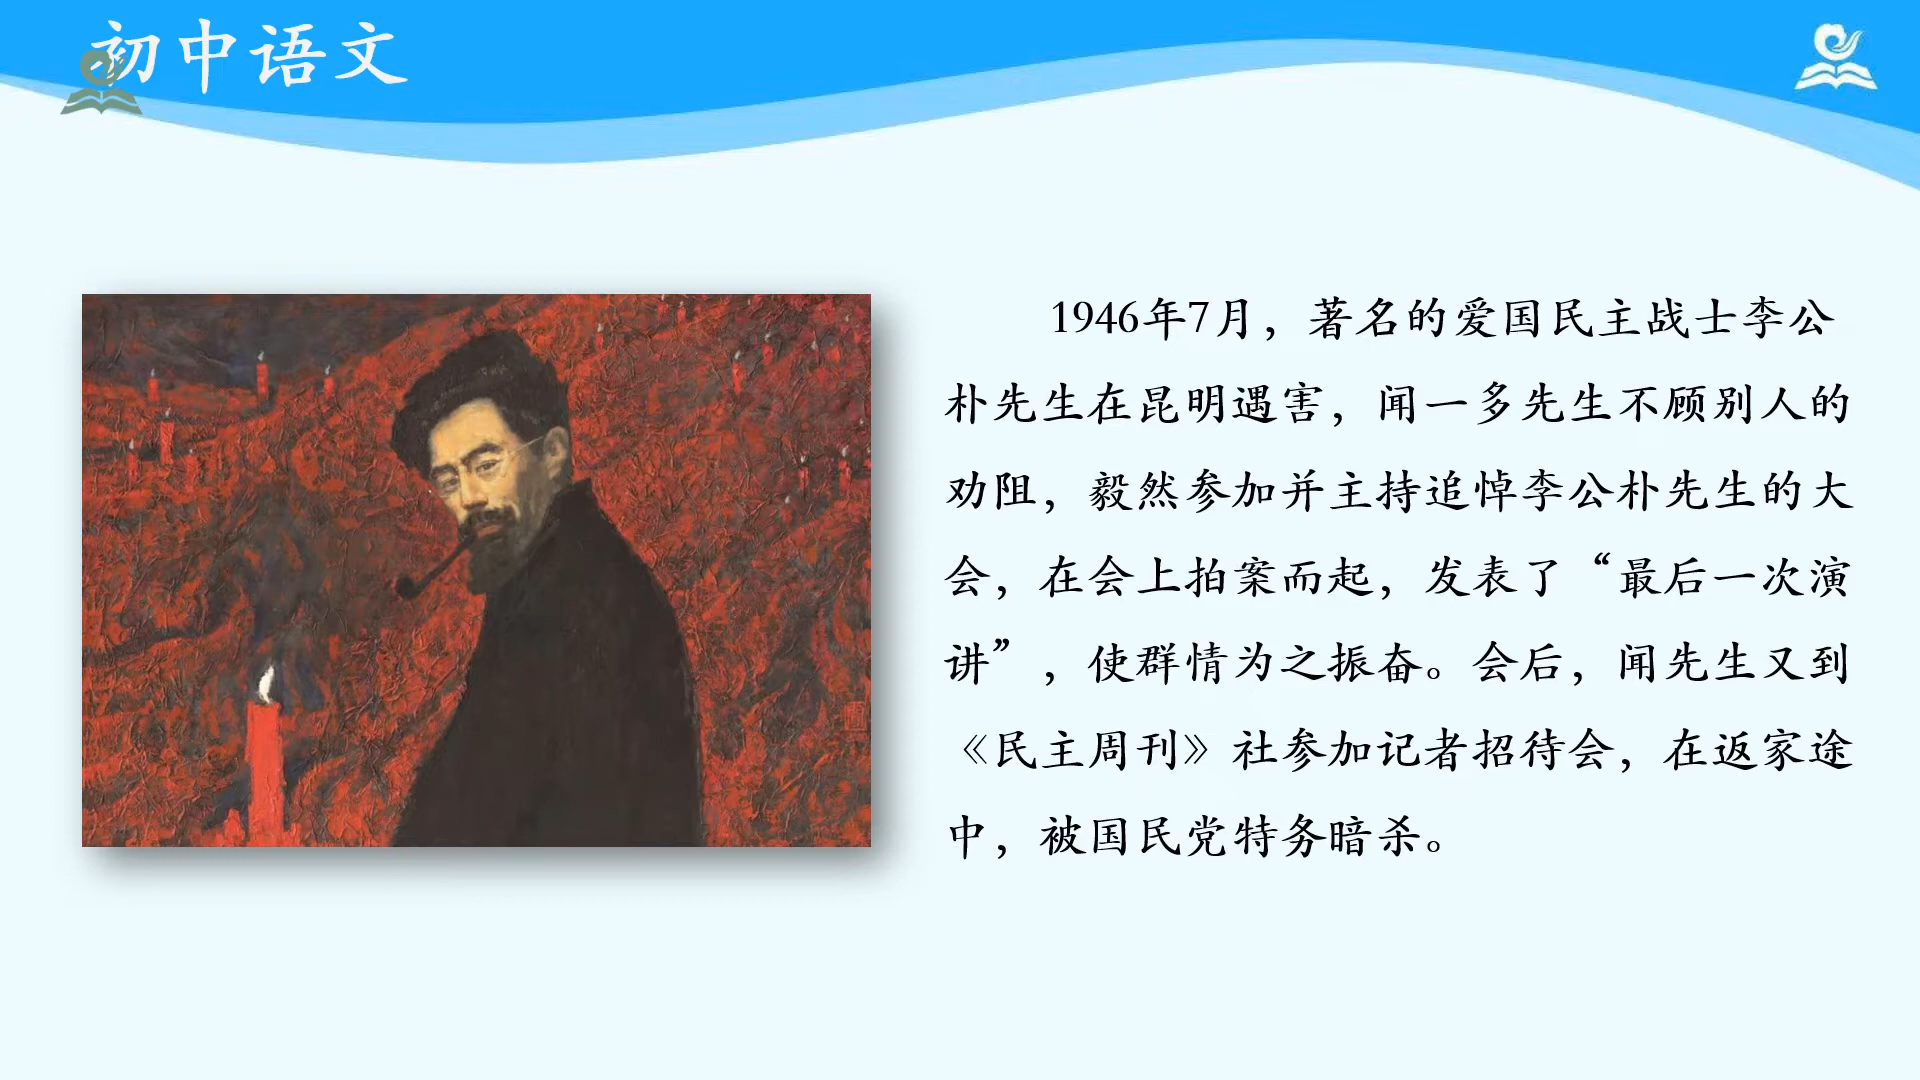 初中语文
1946年7月，著名的爱国民主战士李公
朴先生在昆明遇害，闻一多先生不顾别人的
劝阻，毅然参加并主持追悼李公朴先生的大
会，在会上拍案而起，发表了“最后一次演
讲”，使群情为之振奋。会后，闻先生又到
《民主周刊》社参加记者招待会，在返家途
中，被国民党特务暗杀。